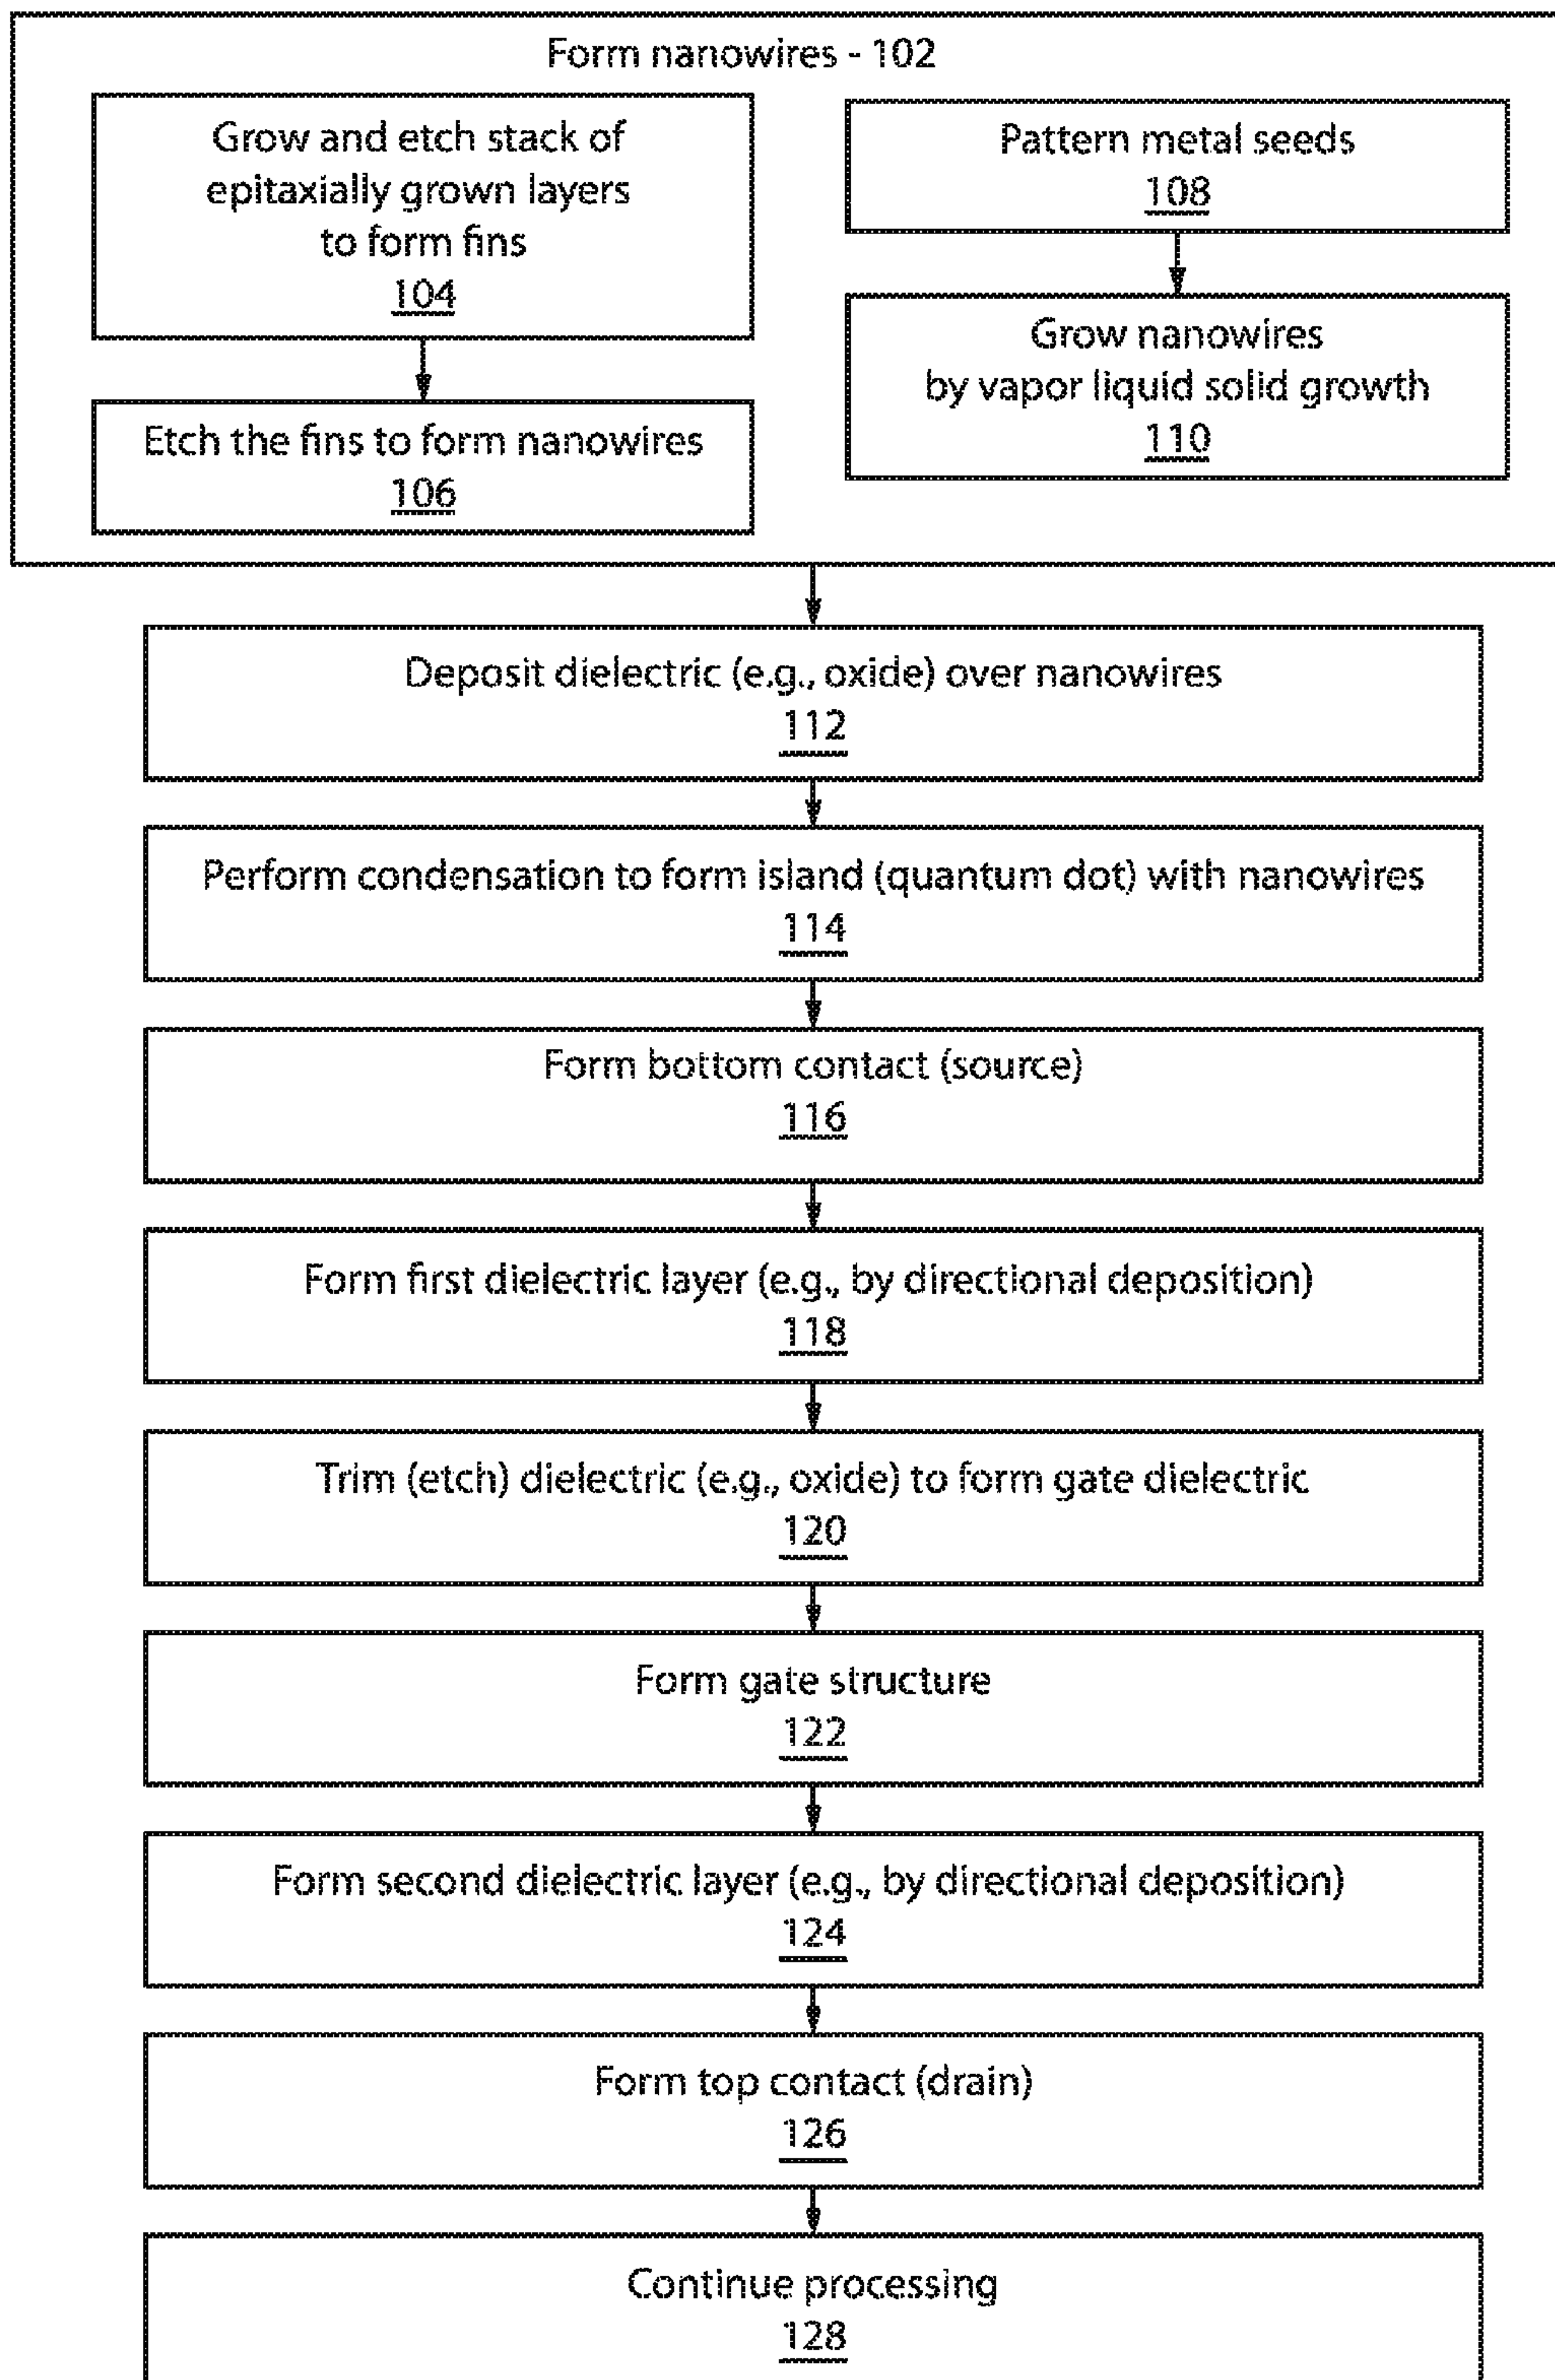 Form nanowires - 102
Grow and etch stack of
epitaxially grown layers
to form fins
104
Etch the fins to form nanowires
106
Pattern metal seeds
108
Grow nanowires
by vapor liquid solid growth
110
Deposit dielectric (e.g., oxide) over nanowires
112
Perform condensation to form island (quantum dot) with nanowires
114
Form bottom contact (source)
116
Form first dielectric layer (e.g., by directional deposition)
118
Trim (etch) dielectric (e.g., oxide) to form gate dielectric
120
Form gate structure
122
Form second dielectric layer (e.g., by directional deposition)
124
Form top contact (drain)
126
Continue processing
128